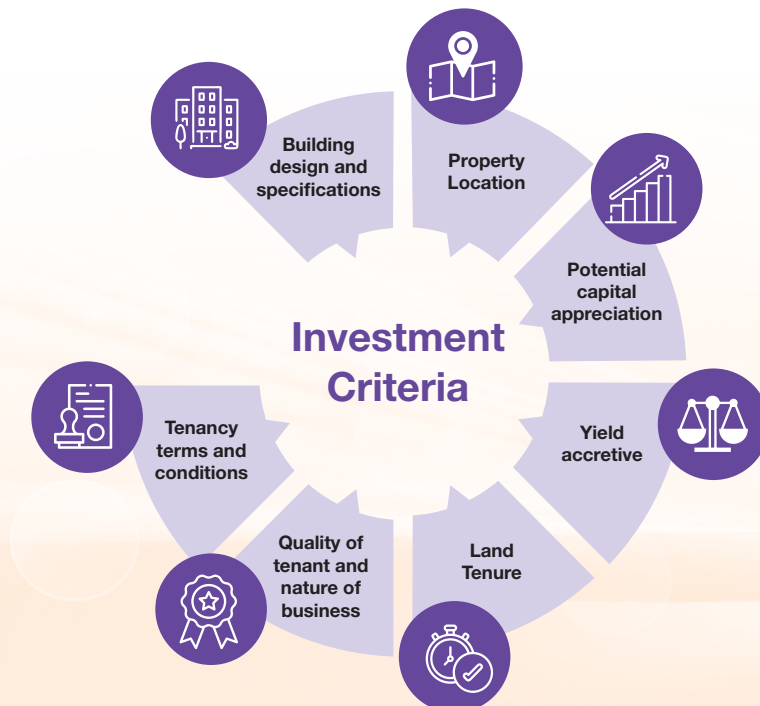 Building
design and
specifications
Property
Location
Potential
capital
appreciation
Investment
Criteria
Yield
accretive
Tenancy
terms and
conditions
Quality of
tenant and
nature of
business
Land
Tenure